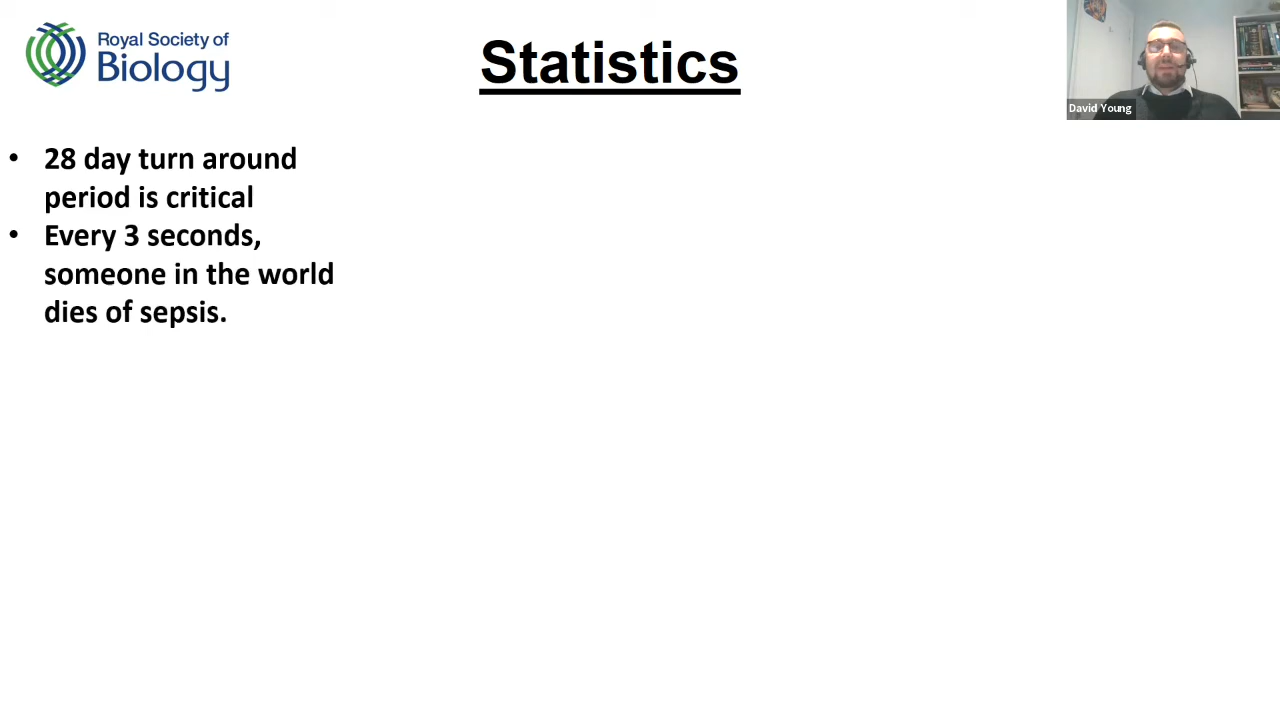 Royal Society of
Biology
Statistics
David Young
• 28 day turn around
period is critical
• Every 3 seconds,
someone in the world
dies of sepsis.